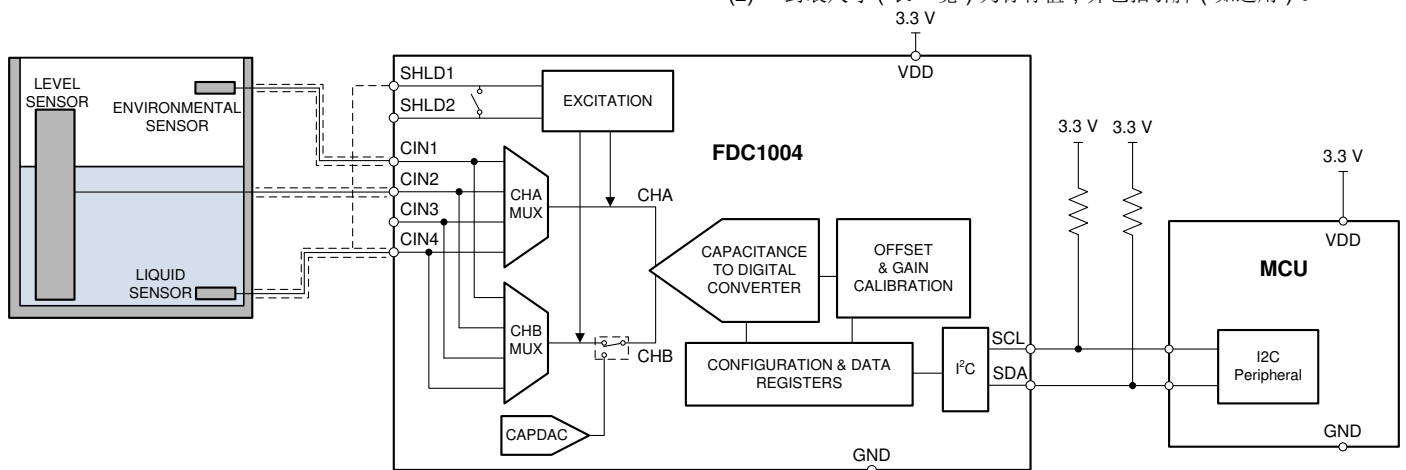 3.3 V
VDD
LEVEL
SENSOR
ENVIRONMENTAL
SENSOR
LIQUID
SENSOR
SHLD1
SHLD2
CIN1
CIN2
CIN3
CIN4
EXCITATION
FDC1004
CHA
MUX
CHA
CHB
MUX
CHB
CAPDAC
CAPACITANCE
TO DIGITAL
CONVERTER
OFFSET
& GAIN
CALIBRATION
CONFIGURATION & DATA
REGISTERS
I²C
SCL
SDA
GND
3.3 V
3.3 V
3.3 V
VDD
MCU
I2C
Peripheral
GND